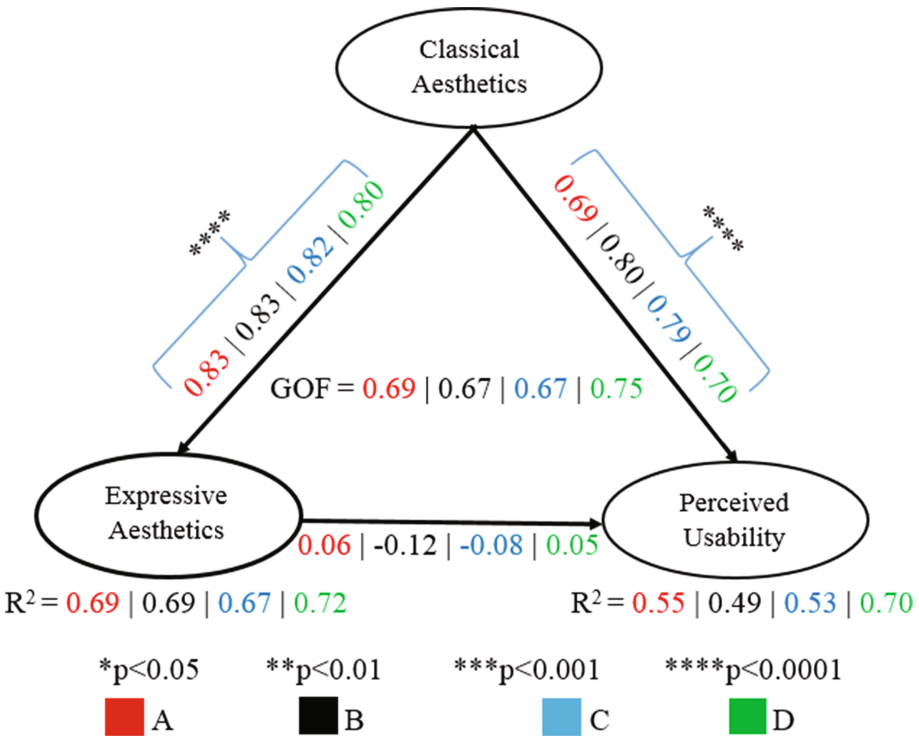 Classical
Aesthetics
****
0.83 | 0.83 | 0.82 | 0.80
****
0.69 | 0.80 | 0.79 | 0.70
GOF = 0.69 | 0.67 | 0.67 | 0.75
Expressive
Aesthetics
Perceived
Usability
0.06 | -0.12 | -0.08 | 0.05
R² = 0.69 | 0.69 | 0.67 | 0.72
R² = 0.55 | 0.49 | 0.53 | 0.70
*p<0.05 **p<0.01 ***p<0.001 ****p<0.0001
A B C D